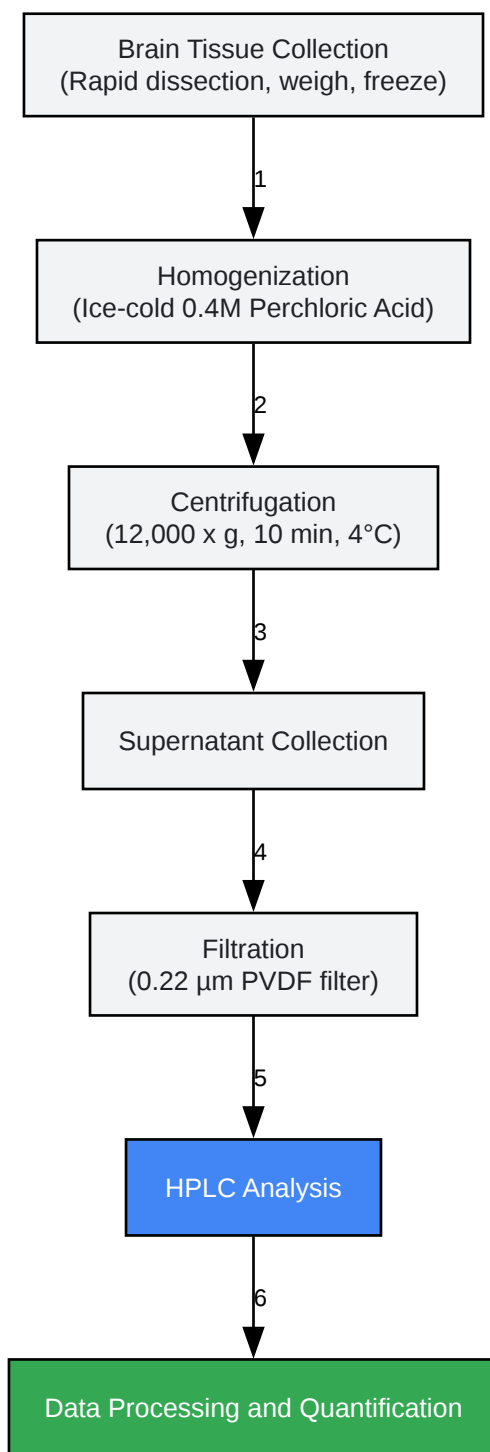 Brain Tissue Collection
(Rapid dissection, weigh, freeze)
1
Homogenization
(Ice-cold 0.4M Perchloric Acid)
2
Centrifugation
(12,000 x g, 10 min, 4°C)
3
Supernatant Collection
4
Filtration
(0.22 µm PVDF filter)
5
HPLC Analysis
6
Data Processing and Quantification